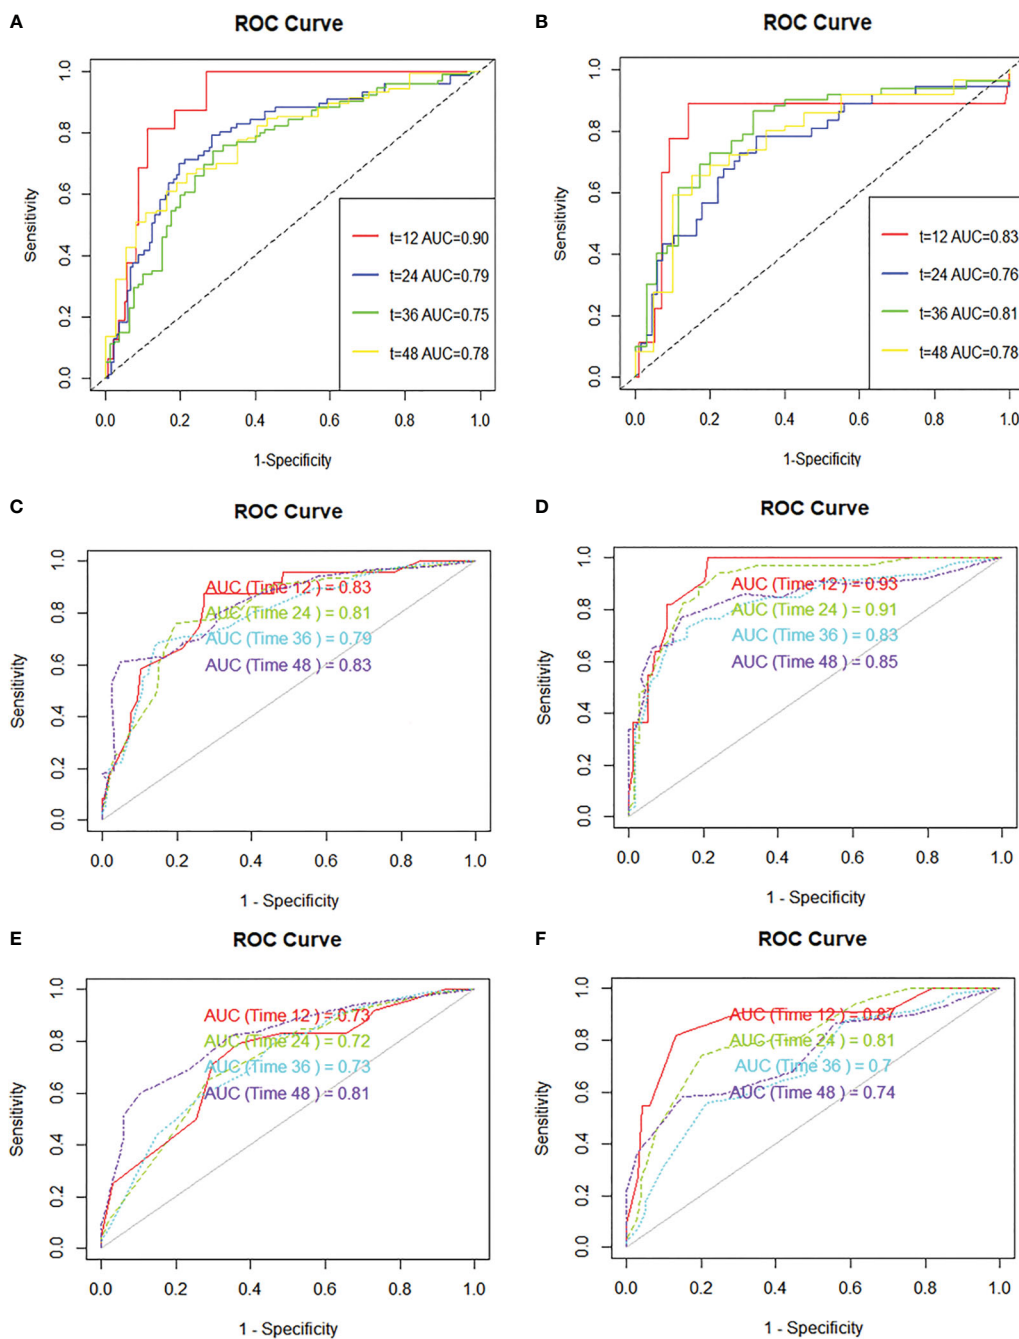 A
ROC Curve
1.0
0.8
0.6
0.4
0.2
0.0
Sensitivity
t=12 AUC=0.90
t=24 AUC=0.79
t=36 AUC=0.75
t=48 AUC=0.78
0.0 0.2 0.4 0.6 0.8 1.0
1-Specificity
B
ROC Curve
1.0
0.8
0.6
0.4
0.2
0.0
Sensitivity
t=12 AUC=0.83
t=24 AUC=0.76
t=36 AUC=0.81
t=48 AUC=0.78
0.0 0.2 0.4 0.6 0.8 1.0
1-Specificity
C
ROC Curve
1.0
0.8
0.6
0.4
0.2
0.0
Sensitivity
AUC (Time 12 ) = 0.83
AUC (Time 24 ) = 0.81
AUC (Time 36 ) = 0.79
AUC (Time 48 ) = 0.83
0.0 0.2 0.4 0.6 0.8 1.0
1 - Specificity
D
ROC Curve
1.0
0.8
0.6
0.4
0.2
0.0
Sensitivity
AUC (Time 12 ) = 0.93
AUC (Time 24 ) = 0.91
AUC (Time 36 ) = 0.83
AUC (Time 48 ) = 0.85
0.0 0.2 0.4 0.6 0.8 1.0
1 - Specificity
E
ROC Curve
1.0
0.8
0.6
0.4
0.2
0.0
Sensitivity
AUC (Time 12 ) = 0.73
AUC (Time 24 ) = 0.72
AUC (Time 36 ) = 0.73
AUC (Time 48 ) = 0.81
0.0 0.2 0.4 0.6 0.8 1.0
1 - Specificity
F
ROC Curve
1.0
0.8
0.6
0.4
0.2
0.0
Sensitivity
AUC (Time 12 ) = 0.87
AUC (Time 24 ) = 0.81
AUC (Time 36 ) = 0.7
AUC (Time 48 ) = 0.74
0.0 0.2 0.4 0.6 0.8 1.0
1 - Specificity